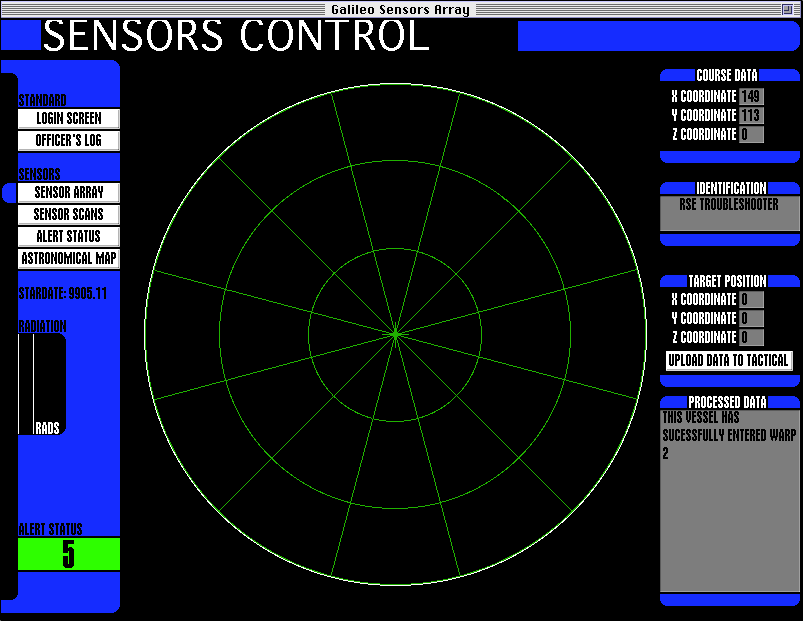 Galileo Sensors Array
SENSORS CONTROL
STANDARD
LOGIN SCREEN
OFFICER'S LOG
SENSORS
SENSOR ARRAY
SENSOR SCANS
ALERT STATUS
ASTRONOMICAL MAP
STARDATE: 9905.11
RADIATION
RADS
ALERT STATUS
5
COURSE DATA
X COORDINATE 149
Y COORDINATE 113
Z COORDINATE 0
IDENTIFICATION
RSE TROUBLESHOOTER
TARGET POSITION
X COORDINATE 0
Y COORDINATE 0
Z COORDINATE 0
UPLOAD DATA TO TACTICAL
PROCESSED DATA
THIS VESSEL HAS
SUCESSFULLY ENTERED WARP
2